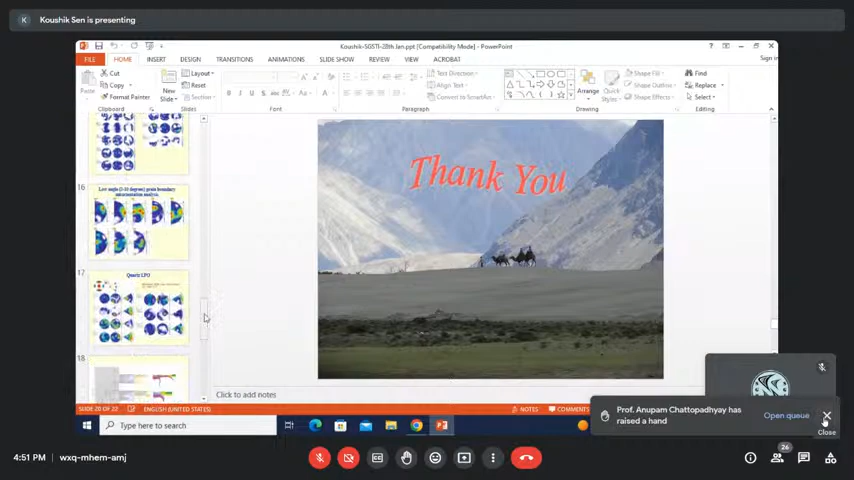 K Koushik Sen is presenting
Koushik-SGSTI-28th Jan.ppt [Compatibility Mode] - PowerPoint
Sign in
FILE HOME INSERT DESIGN TRANSITIONS ANIMATIONS SLIDE SHOW REVIEW VIEW ACROBAT
Paste
Cut
Copy
Format Painter
Clipboard
New
Slide
Layout
Reset
Section
Slides
Font
Text Direction
Align Text
Convert to SmartArt
Paragraph
Arrange
Quick
Styles
Shape Fill
Shape Outline
Shape Effects
Drawing
Find
Replace
Select
Editing
16
Low angle (2-10 degrees) grain boundary
misorientation analysis.
17
Quartz LPO
18
Thank You
Click to add notes
SLIDE 20 OF 22 ENGLISH (UNITED STATES) NOTES COMMENTS
Type here to search
Prof. Anupam Chattopadhyay has
raised a hand
Open queue
Close
4:51 PM wxq-mhem-amj
26